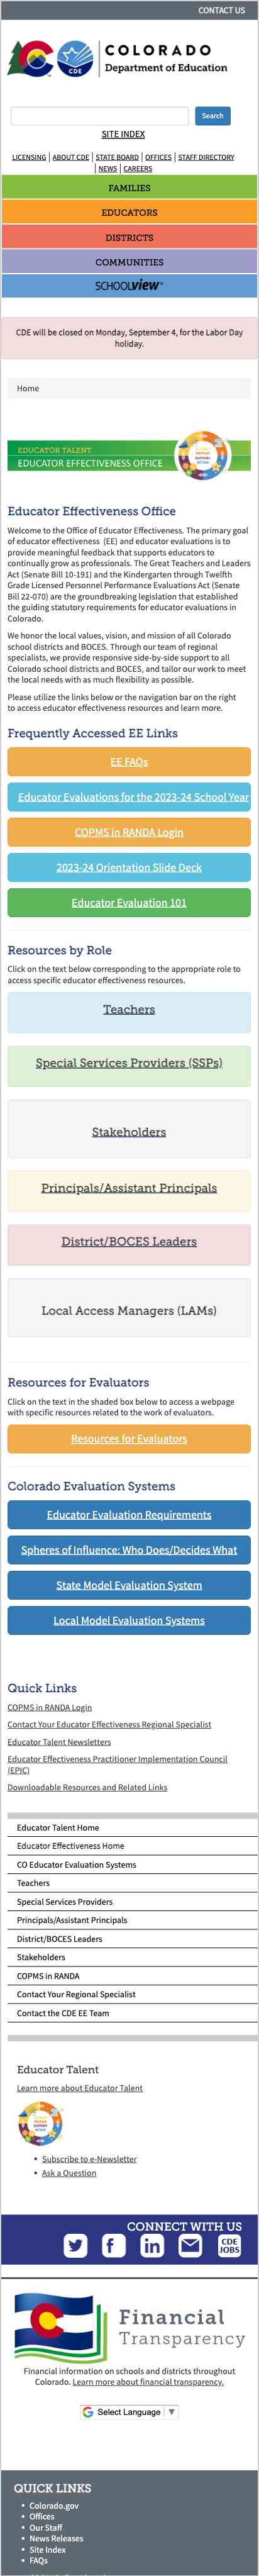 CONTACT US
COLORADO
CDE
Department of Education
Search
SITE INDEX
LICENSING | ABOUT CDE | STATE BOARD | OFFICES | STAFF DIRECTORY
| NEWS | CAREERS
FAMILIES
EDUCATORS
DISTRICTS
COMMUNITIES
SCHOOLVIEW®
CDE will be closed on Monday, September 4, for the Labor Day
holiday.
Home
EDUCATOR TALENT
EDUCATOR EFFECTIVENESS OFFICE
Educator Effectiveness Office
Welcome to the Office of Educator Effectiveness. The primary goal
of educator effectiveness  (EE) and educator evaluations is to
provide meaningful feedback that supports educators to
continually grow as professionals. The Great Teachers and Leaders
Act (Senate Bill 10-191) and the Kindergarten through Twelfth
Grade Licensed Personnel Performance Evaluations Act (Senate
Bill 22-070) are the groundbreaking legislation that established
the guiding statutory requirements for educator evaluations in
Colorado.
We honor the local values, vision, and mission of all Colorado
school districts and BOCES. Through our team of regional
specialists, we provide responsive side-by-side support to all
Colorado school districts and BOCES, and tailor our work to meet
the local needs with as much flexibility as possible.
Please utilize the links below or the navigation bar on the right
to access educator effectiveness resources and learn more.
Frequently Accessed EE Links
EE FAQs
Educator Evaluations for the 2023-24 School Year
COPMS in RANDA Login
2023-24 Orientation Slide Deck
Educator Evaluation 101
Resources by Role
Click on the text below corresponding to the appropriate role to
access specific educator effectiveness resources.
Teachers
Special Services Providers (SSPs)
Stakeholders
Principals/Assistant Principals
District/BOCES Leaders
Local Access Managers (LAMs)
Resources for Evaluators
Click on the text in the shaded box below to access a webpage
with specific resources related to the work of evaluators.
Resources for Evaluators
Colorado Evaluation Systems
Educator Evaluation Requirements
Spheres of Influence: Who Does/Decides What
State Model Evaluation System
Local Model Evaluation Systems
Quick Links
COPMS in RANDA Login
Contact Your Educator Effectiveness Regional Specialist
Educator Talent Newsletters
Educator Effectiveness Practitioner Implementation Council
(EPIC)
Downloadable Resources and Related Links
Educator Talent Home
Educator Effectiveness Home
CO Educator Evaluation Systems
Teachers
Special Services Providers
Principals/Assistant Principals
District/BOCES Leaders
Stakeholders
COPMS in RANDA
Contact Your Regional Specialist
Contact the CDE EE Team
Educator Talent
Learn more about Educator Talent
• Subscribe to e-Newsletter
• Ask a Question
CONNECT WITH US
CDE
JOBS
Financial
Transparency
Financial information on schools and districts throughout
Colorado. Learn more about financial transparency.
Select Language ▼
QUICK LINKS
• Colorado.gov
• Offices
• Our Staff
• News Releases
• Site Index
• FAQs